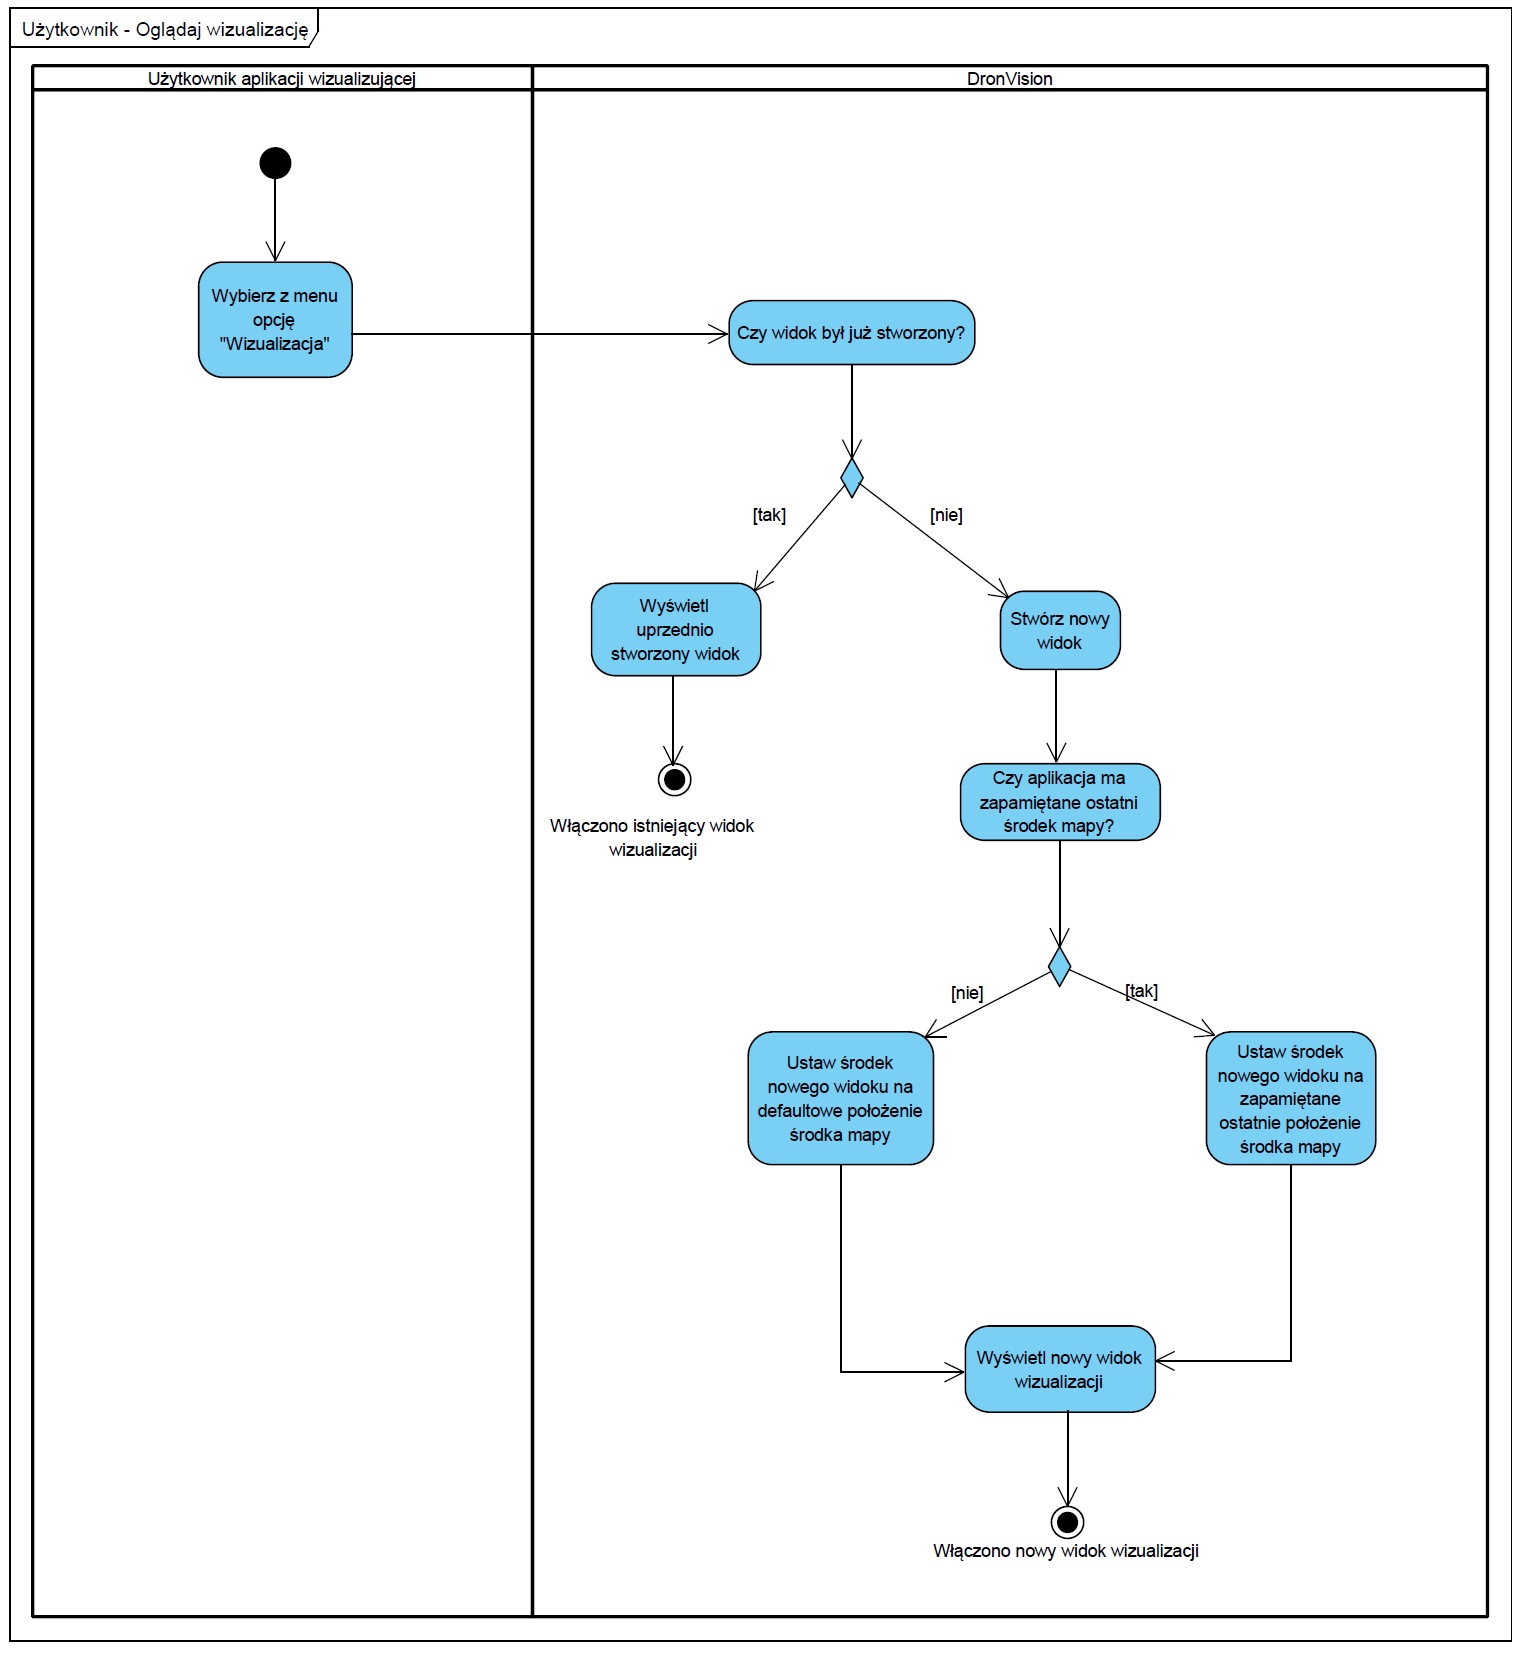 Użytkownik - Oglądaj wizualizację
Użytkownik aplikacji wizualizującej
DronVision
Wybierz z menu
opcję
"Wizualizacja"
Czy widok był już stworzony?
[tak]
[nie]
Wyświetl
uprzednio
stworzony widok
Stwórz nowy
widok
Włączono istniejący widok
wizualizacji
Czy aplikacja ma
zapamiętane ostatni
środek mapy?
[nie]
[tak]
Ustaw środek
nowego widoku na
defaultowe położenie
środka mapy
Ustaw środek
nowego widoku na
zapamiętane
ostatnie położenie
środka mapy
Wyświetl nowy widok
wizualizacji
Włączono nowy widok wizualizacji